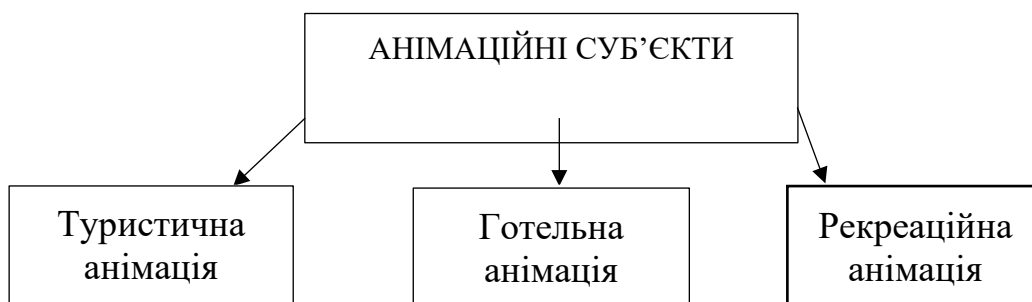 АНІМАЦІЙНІ СУБ’ЄКТИ
Туристична
анімація
Готельна
анімація
Рекреаційна
анімація